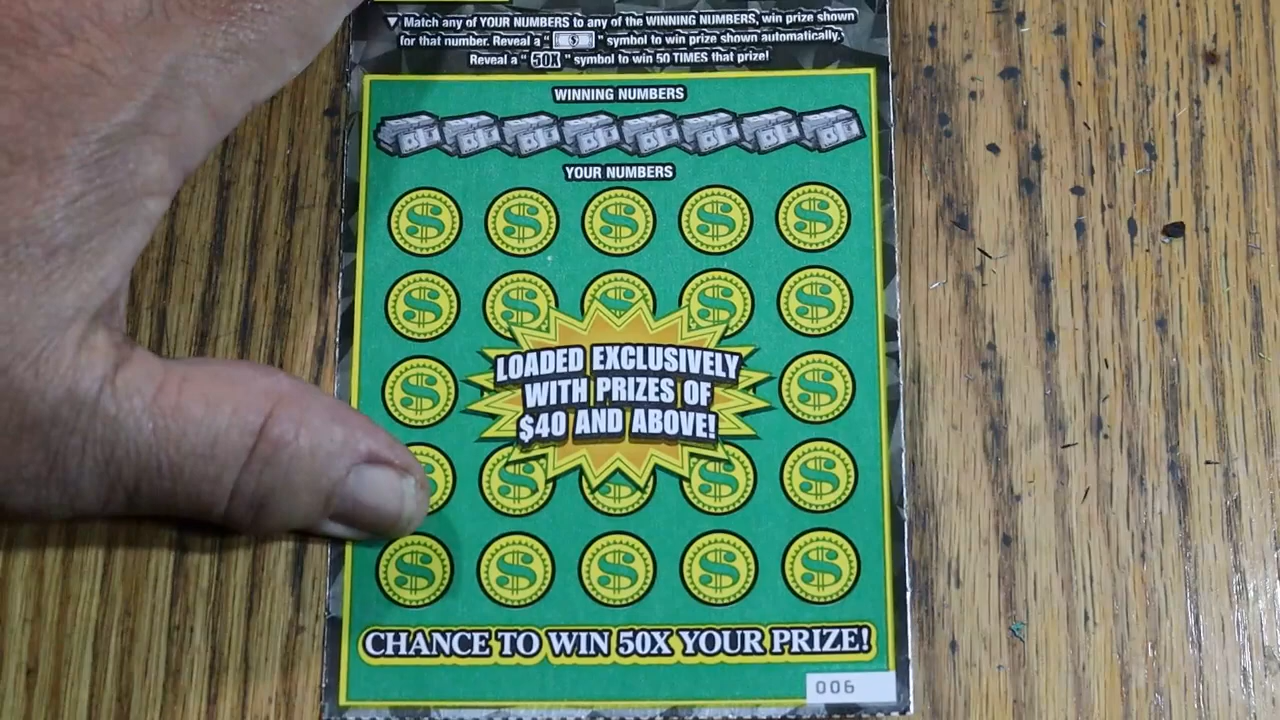 ▼ Match any of YOUR NUMBERS to any of the WINNING NUMBERS, win prize shown
for that number. Reveal a " $ " symbol to win prize shown automatically.
Reveal a " 50X " symbol to win 50 TIMES that prize!
WINNING NUMBERS
YOUR NUMBERS
$ $ $ $ $
$ $ $ $ $
LOADED EXCLUSIVELY
WITH PRIZES OF
$40 AND ABOVE!
$ $
$ $ $ $ $
$ $ $ $ $
CHANCE TO WIN 50X YOUR PRIZE!
006